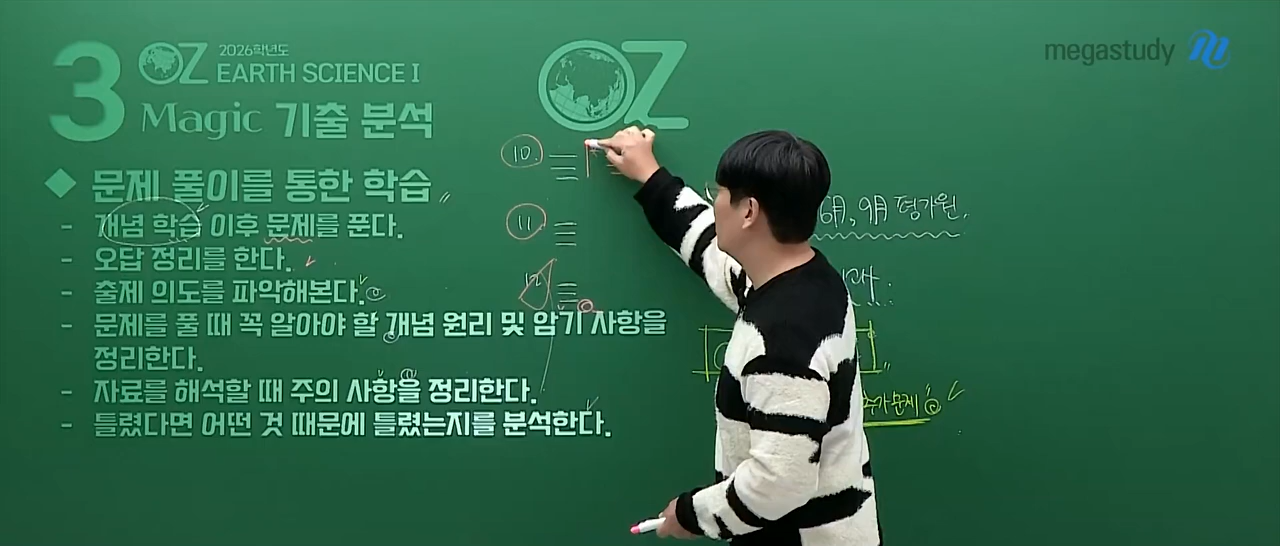 3
OZ
2026학년도
EARTH SCIENCE I
Magic 기출 분석
◆ 문제 풀이를 통한 학습
- 개념 학습 이후 문제를 푼다.
- 오답 정리를 한다.
- 출제 의도를 파악해본다.
- 문제를 풀 때 꼭 알아야 할 개념 원리 및 암기 사항을
정리한다.
- 자료를 해석할 때 주의 사항을 정리한다.
- 틀렸다면 어떤 것 때문에 틀렸는지를 분석한다.
OZ
10.
11.
12
megastudy
6月, 9月 평가원.
추가문제